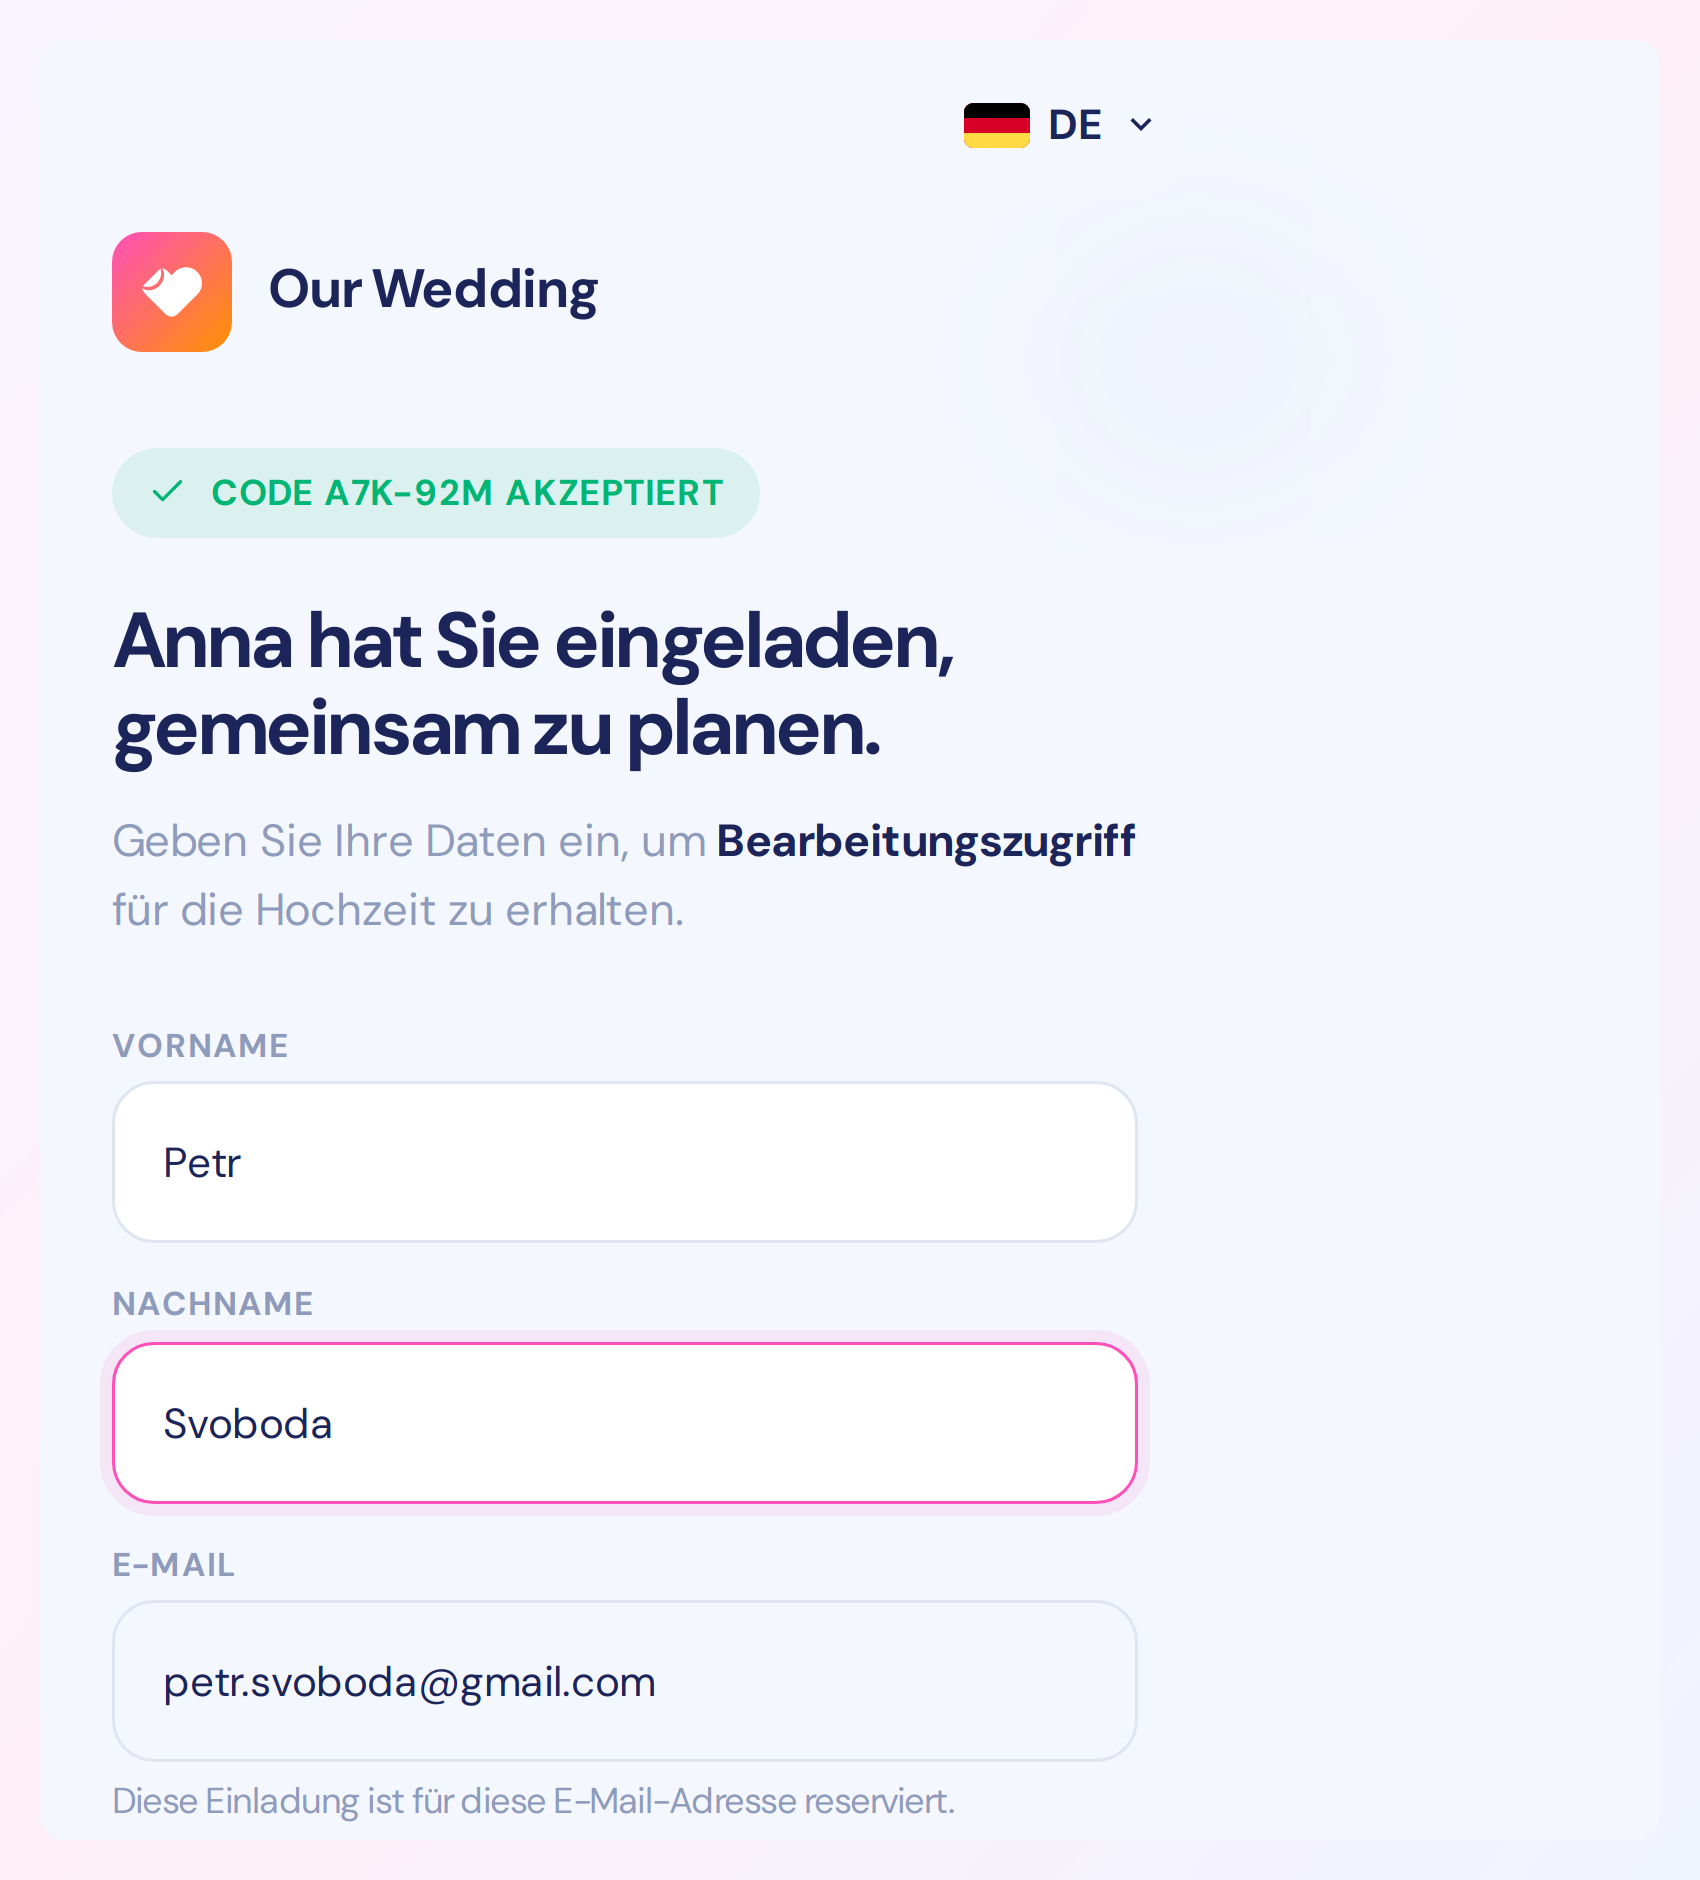 DE
Our Wedding
CODE A7K-92M AKZEPTIERT
Anna hat Sie eingeladen,
gemeinsam zu planen.
Geben Sie Ihre Daten ein, um Bearbeitungszugriff
für die Hochzeit zu erhalten.
VORNAME
Petr
NACHNAME
Svoboda
E-MAIL
petr.svoboda@gmail.com
Diese Einladung ist für diese E-Mail-Adresse reserviert.